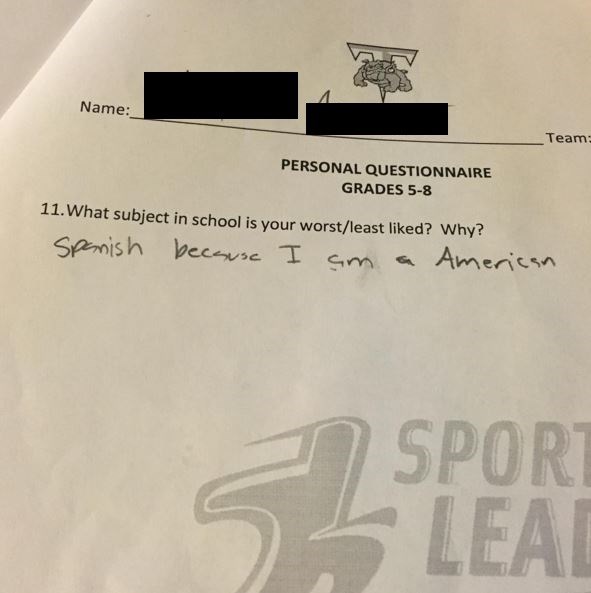 T
Name:
Team:
PERSONAL QUESTIONNAIRE
GRADES 5-8
11.What subject in school is your worst/least liked? Why?
Spanish because I am a American
SPORT
LEAD